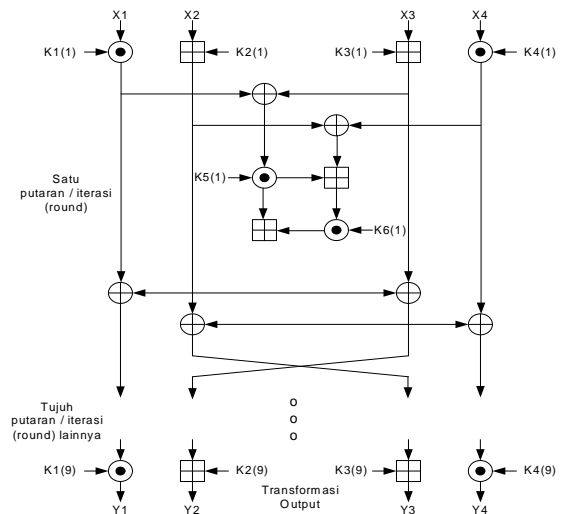 X1 X2 X3 X4
K1(1) K2(1) K3(1) K4(1)
K5(1)
Satu
putaran / iterasi
(round)
K6(1)
Tujuh
putaran / iterasi
(round) lainnya
o
o
o
K1(9) K2(9) K3(9) K4(9)
Transformasi
Output
Y1 Y2 Y3 Y4